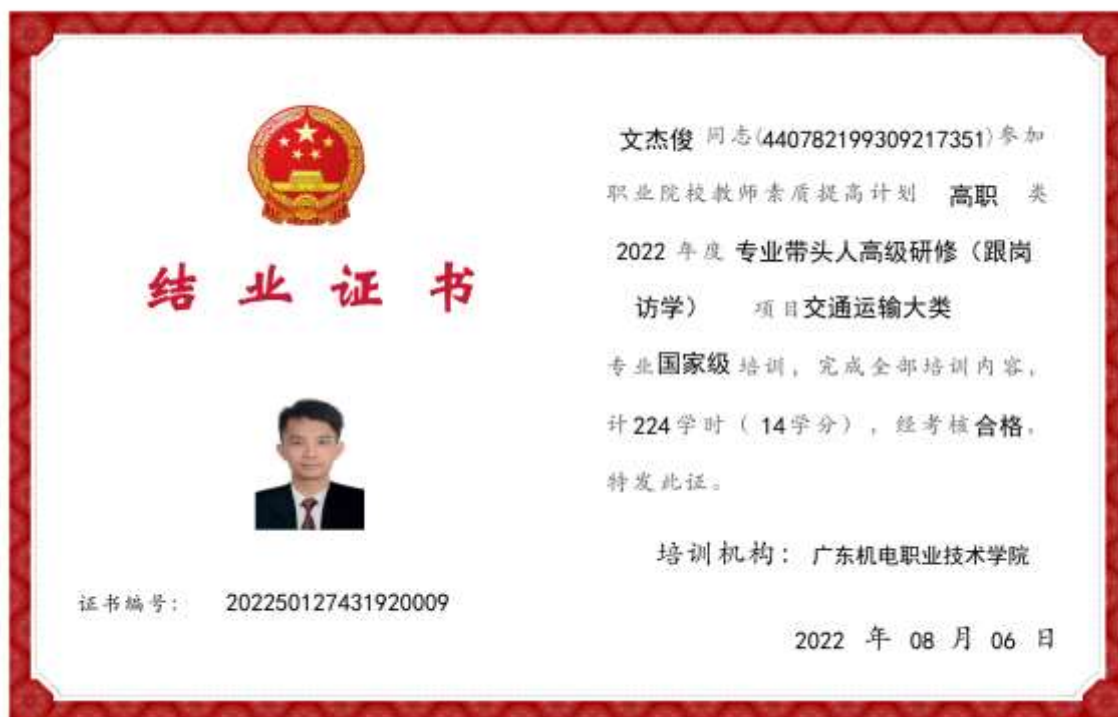 结业证书
证书编号： 202250127431920009
文杰俊 同志(440782199309217351)参加
职业院校教师素质提高计划 高职 类
2022 年度 专业带头人高级研修（跟岗
访学） 项目交通运输大类
专业国家级 培训，完成全部培训内容，
计224学时（ 14学分），经考核合格，
特发此证。
培训机构： 广东机电职业技术学院
2022 年 08 月 06 日